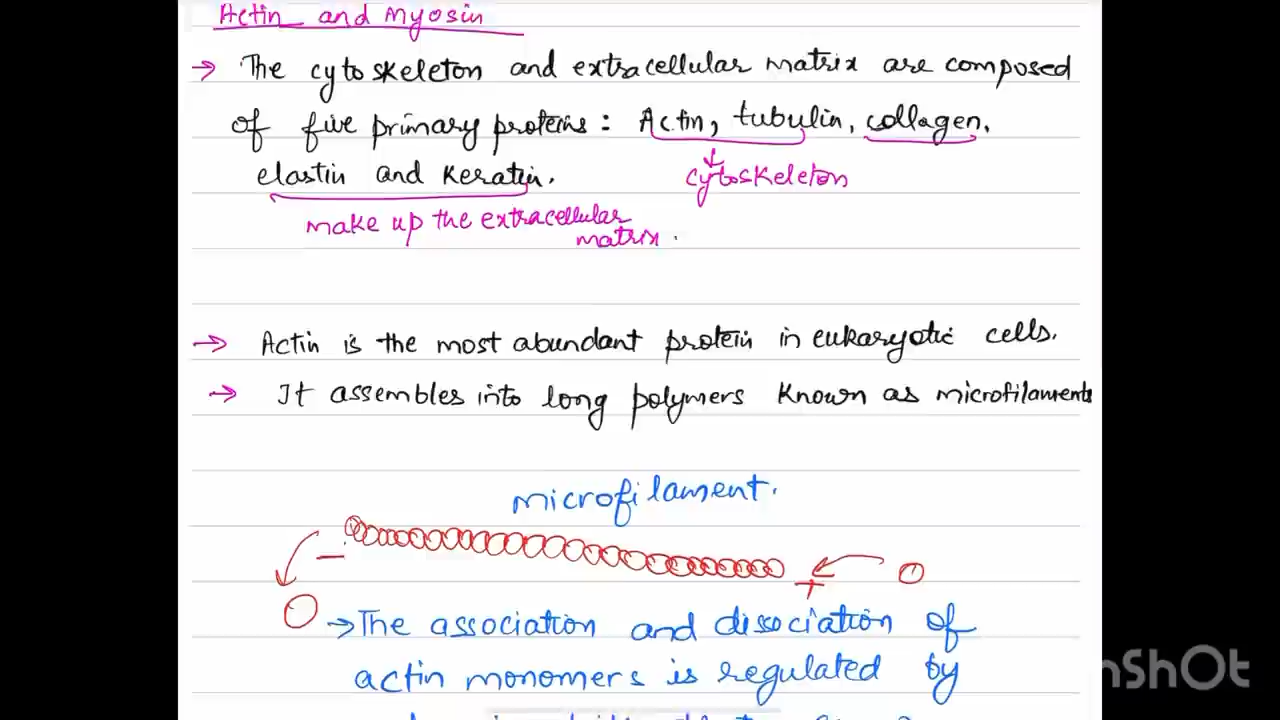 Actin and Myosin
→ The cytoskeleton and extracellular matrix are composed
of five primary proteins: Actin, tubulin, collagen,
elastin and Keratin.
cytoskeleton
make up the extracellular
matrix.
→ Actin is the most abundant protein in eukaryotic cells.
→ It assembles into long polymers known as microfilaments
microfilament.
−
+
→ The association and dissociation of
actin monomers is regulated by
nShOt